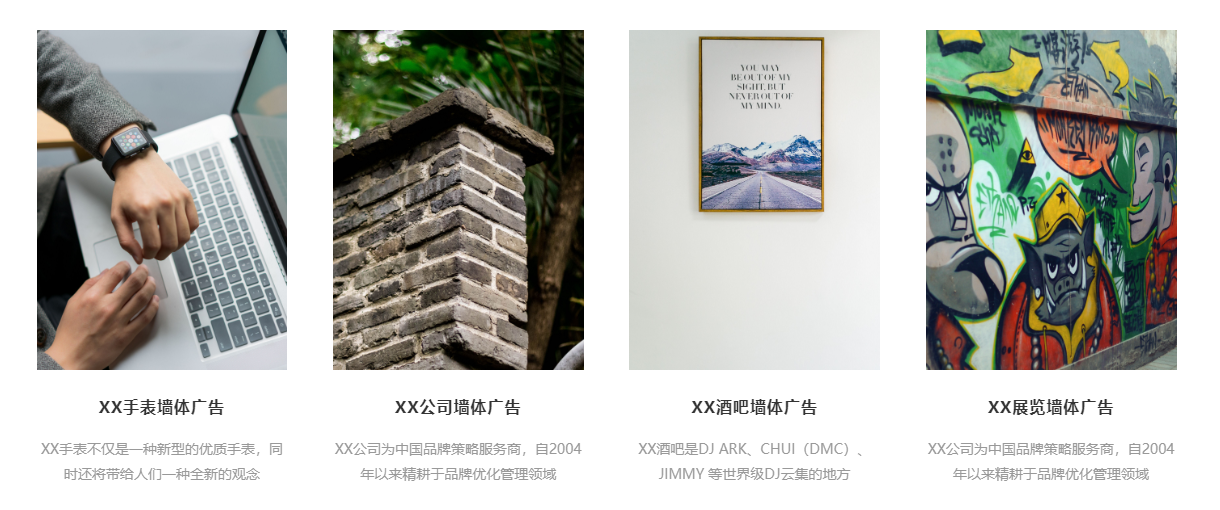 YOU MAY
BE OUT OF MY
SIGHT, BUT
NEVER OUT OF
MY MIND.
XX手表墙体广告
XX手表不仅是一种新型的优质手表，同
时还将带给人们一种全新的观念
XX公司墙体广告
XX公司为中国品牌策略服务商，自2004
年以来精耕于品牌优化管理领域
XX酒吧墙体广告
XX酒吧是DJ ARK、CHUI（DMC）、
JIMMY 等世界级DJ云集的地方
XX展览墙体广告
XX公司为中国品牌策略服务商，自2004
年以来精耕于品牌优化管理领域